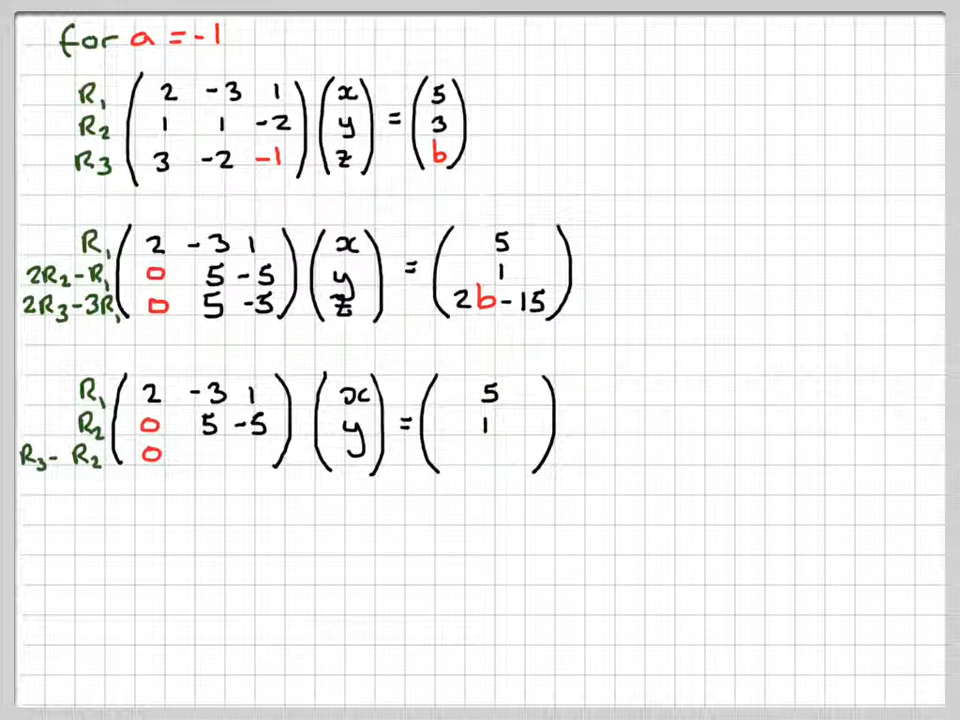 for a = -1
R1 ( 2 -3 1 ) ( x ) ( 5 )
R2 ( 1 1 -2 ) ( y ) = ( 3 )
R3 ( 3 -2 -1 ) ( z ) ( b )
R1 ( 2 -3 1 ) ( x ) ( 5 )
2R2-R1 ( 0 5 -5 ) ( y ) = ( 1 )
2R3-3R1 ( 0 5 -5 ) ( z ) ( 2b-15 )
R1 ( 2 -3 1 ) ( x ) ( 5 )
R2 ( 0 5 -5 ) ( y ) = ( 1 )
R3- R2 ( 0